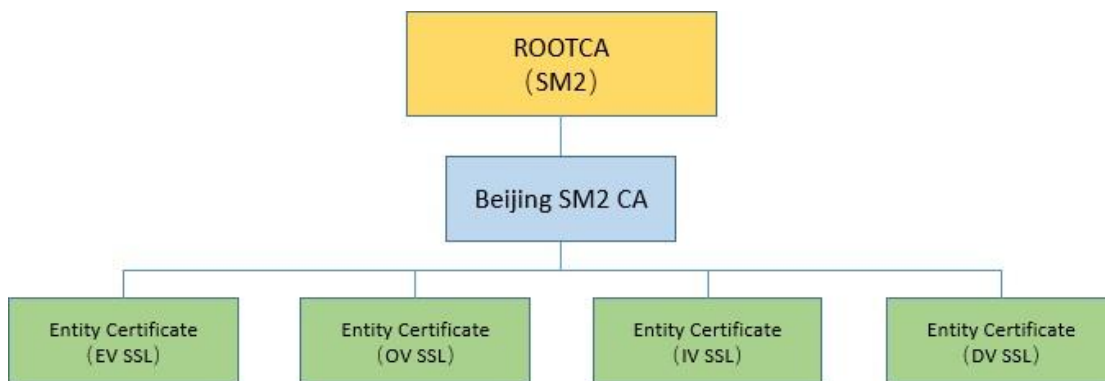 ROOTCA
（SM2）
Beijing SM2 CA
Entity Certificate
（EV SSL）
Entity Certificate
（OV SSL）
Entity Certificate
（IV SSL）
Entity Certificate
（DV SSL）